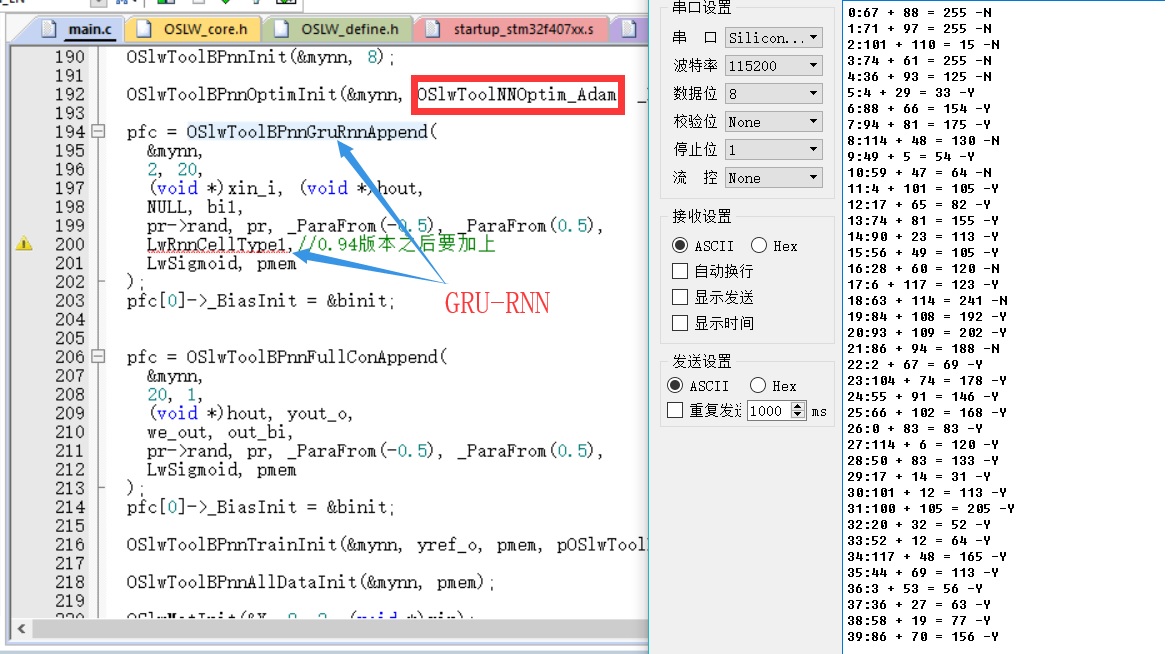 main.c
OSLW_core.h
OSLW_define.h
startup_stm32f407xx.s
190 OSlwToolBPnnInit(&mynn, 8);
191
192 OSlwToolBPnnOptimInit(&mynn, OSlwToolNNOptim_Adam
193
194 pfc = OSlwToolBPnnGruRnnAppend(
195 &mynn,
196 2, 20,
197 (void *)xin_i, (void *)hout,
198 NULL, bi1,
199 pr->rand, pr, _ParaFrom(-0.5), _ParaFrom(0.5),
200 LwRnnCellType1,//0.94版本之后要加上
201 LwSigmoid, pmem
202 );
203 pfc[0]->_BiasInit = &binit;
204
205
206 pfc = OSlwToolBPnnFullConAppend(
207 &mynn,
208 20, 1,
209 (void *)hout, yout_o,
210 we_out, out_bi,
211 pr->rand, pr, _ParaFrom(-0.5), _ParaFrom(0.5),
212 LwSigmoid, pmem
213 );
214 pfc[0]->_BiasInit = &binit;
215
216 OSlwToolBPnnTrainInit(&mynn, yref_o, pmem, pOSlwTool
217
218 OSlwToolBPnnAllDataInit(&mynn, pmem);
219
GRU-RNN
串口设置
串 口 Silicon...
波特率 115200
数据位 8
校验位 None
停止位 1
流 控 None
接收设置
ASCII Hex
自动换行
显示发送
显示时间
发送设置
ASCII Hex
重复发送 1000 ms
0:67 + 88 = 255 -N
1:71 + 97 = 255 -N
2:101 + 110 = 15 -N
3:74 + 61 = 255 -N
4:36 + 93 = 125 -N
5:4 + 29 = 33 -Y
6:88 + 66 = 154 -Y
7:94 + 81 = 175 -Y
8:114 + 48 = 130 -N
9:49 + 5 = 54 -Y
10:59 + 47 = 64 -N
11:4 + 101 = 105 -Y
12:17 + 65 = 82 -Y
13:74 + 81 = 155 -Y
14:90 + 23 = 113 -Y
15:56 + 49 = 105 -Y
16:28 + 60 = 120 -N
17:6 + 117 = 123 -Y
18:63 + 114 = 241 -N
19:84 + 108 = 192 -Y
20:93 + 109 = 202 -Y
21:86 + 94 = 188 -N
22:2 + 67 = 69 -Y
23:104 + 74 = 178 -Y
24:55 + 91 = 146 -Y
25:66 + 102 = 168 -Y
26:0 + 83 = 83 -Y
27:114 + 6 = 120 -Y
28:50 + 83 = 133 -Y
29:17 + 14 = 31 -Y
30:101 + 12 = 113 -Y
31:100 + 105 = 205 -Y
32:20 + 32 = 52 -Y
33:52 + 12 = 64 -Y
34:117 + 48 = 165 -Y
35:44 + 69 = 113 -Y
36:3 + 53 = 56 -Y
37:36 + 27 = 63 -Y
38:58 + 19 = 77 -Y
39:86 + 70 = 156 -Y